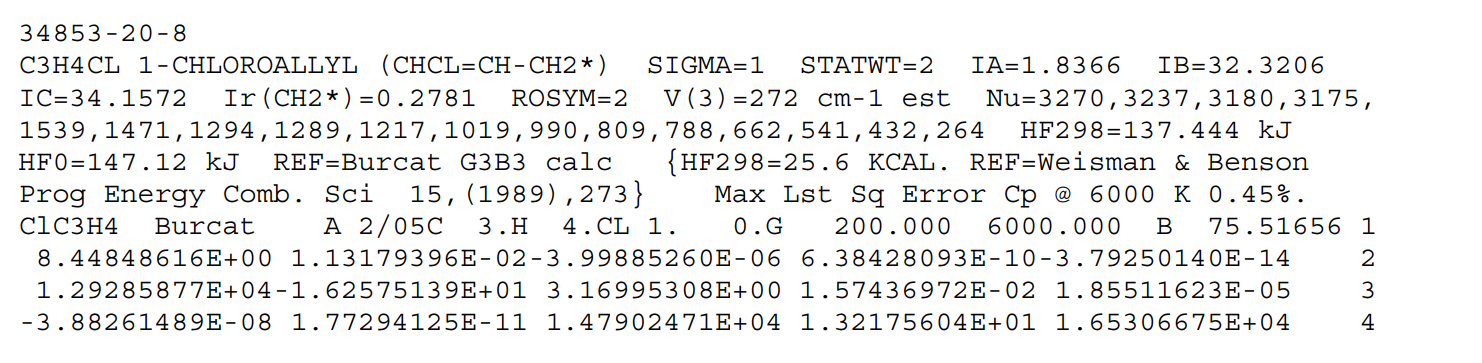 34853-20-8
C3H4CL 1-CHLOROALLYL (CHCL=CH-CH2*) SIGMA=1 STATWT=2 IA=1.8366 IB=32.3206
IC=34.1572 Ir(CH2*)=0.2781 ROSYM=2 V(3)=272 cm-1 est Nu=3270,3237,3180,3175,
1539,1471,1294,1289,1217,1019,990,809,788,662,541,432,264 HF298=137.444 kJ
HF0=147.12 kJ REF=Burcat G3B3 calc {HF298=25.6 KCAL. REF=Weisman & Benson
Prog Energy Comb. Sci 15,(1989),273} Max Lst Sq Error Cp @ 6000 K 0.45%.
ClC3H4 Burcat A 2/05C 3.H 4.CL 1. 0.G 200.000 6000.000 B 75.51656 1
8.44848616E+00 1.13179396E-02-3.99885260E-06 6.38428093E-10-3.79250140E-14 2
1.29285877E+04-1.62575139E+01 3.16995308E+00 1.57436972E-02 1.85511623E-05 3
-3.88261489E-08 1.77294125E-11 1.47902471E+04 1.32175604E+01 1.65306675E+04 4